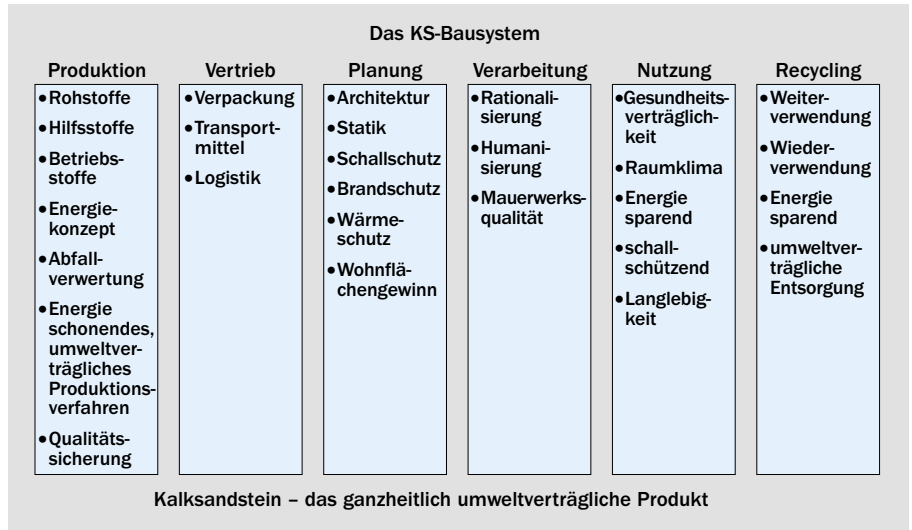 Das KS-Bausystem
Produktion
•Rohstoffe
•Hilfsstoffe
•Betriebs-
stoffe
•Energie-
konzept
•Abfall-
verwertung
•Energie
schonendes,
umweltver-
trägliches
Produktions-
verfahren
•Qualitäts-
sicherung
Vertrieb
•Verpackung
•Transport-
mittel
•Logistik
Planung
•Architektur
•Statik
•Schallschutz
•Brandschutz
•Wärme-
schutz
•Wohnflä-
chengewinn
Verarbeitung
•Rationali-
sierung
•Humani-
sierung
•Mauerwerks-
qualität
Nutzung
•Gesundheits-
verträglich-
keit
•Raumklima
•Energie
sparend
•schall-
schützend
•Langlebig-
keit
Recycling
•Weiter-
verwendung
•Wieder-
verwendung
•Energie
sparend
•umweltver-
trägliche
Entsorgung
Kalksandstein – das ganzheitlich umweltverträgliche Produkt